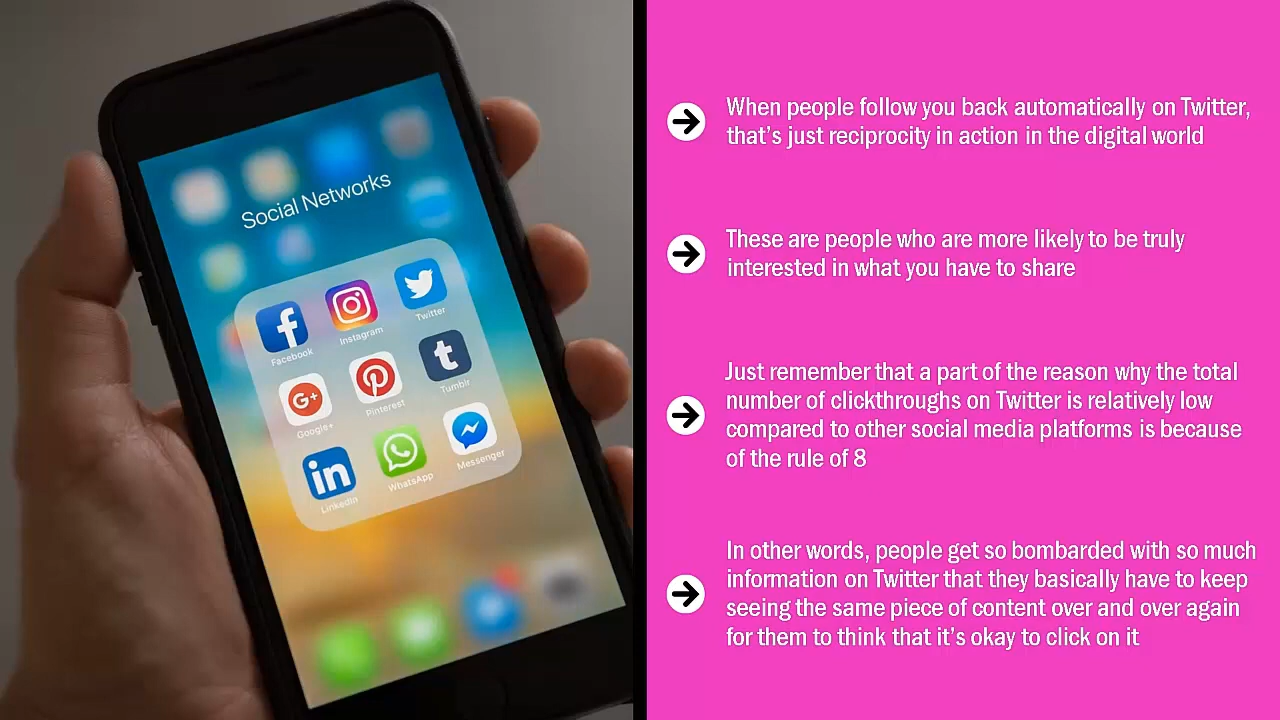 Social Networks
Facebook
Instagram
Twitter
Google+
Pinterest
Tumblr
LinkedIn
WhatsApp
Messenger
When people follow you back automatically on Twitter,
that's just reciprocity in action in the digital world
These are people who are more likely to be truly
interested in what you have to share
Just remember that a part of the reason why the total
number of clickthroughs on Twitter is relatively low
compared to other social media platforms is because
of the rule of 8
In other words, people get so bombarded with so much
information on Twitter that they basically have to keep
seeing the same piece of content over and over again
for them to think that it's okay to click on it